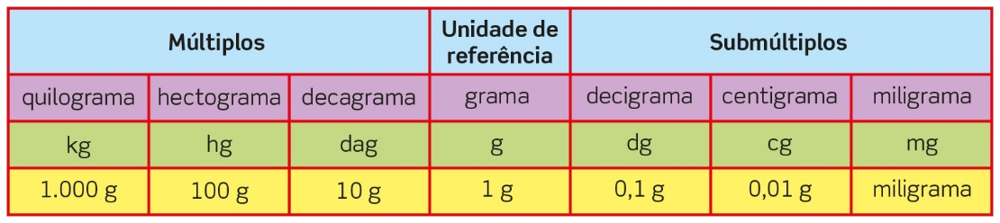 Múltiplos Unidade de referência Submúltiplos
quilograma hectograma decagrama grama decigrama centigrama miligrama
kg hg dag g dg cg mg
1.000 g 100 g 10 g 1 g 0,1 g 0,01 g miligrama